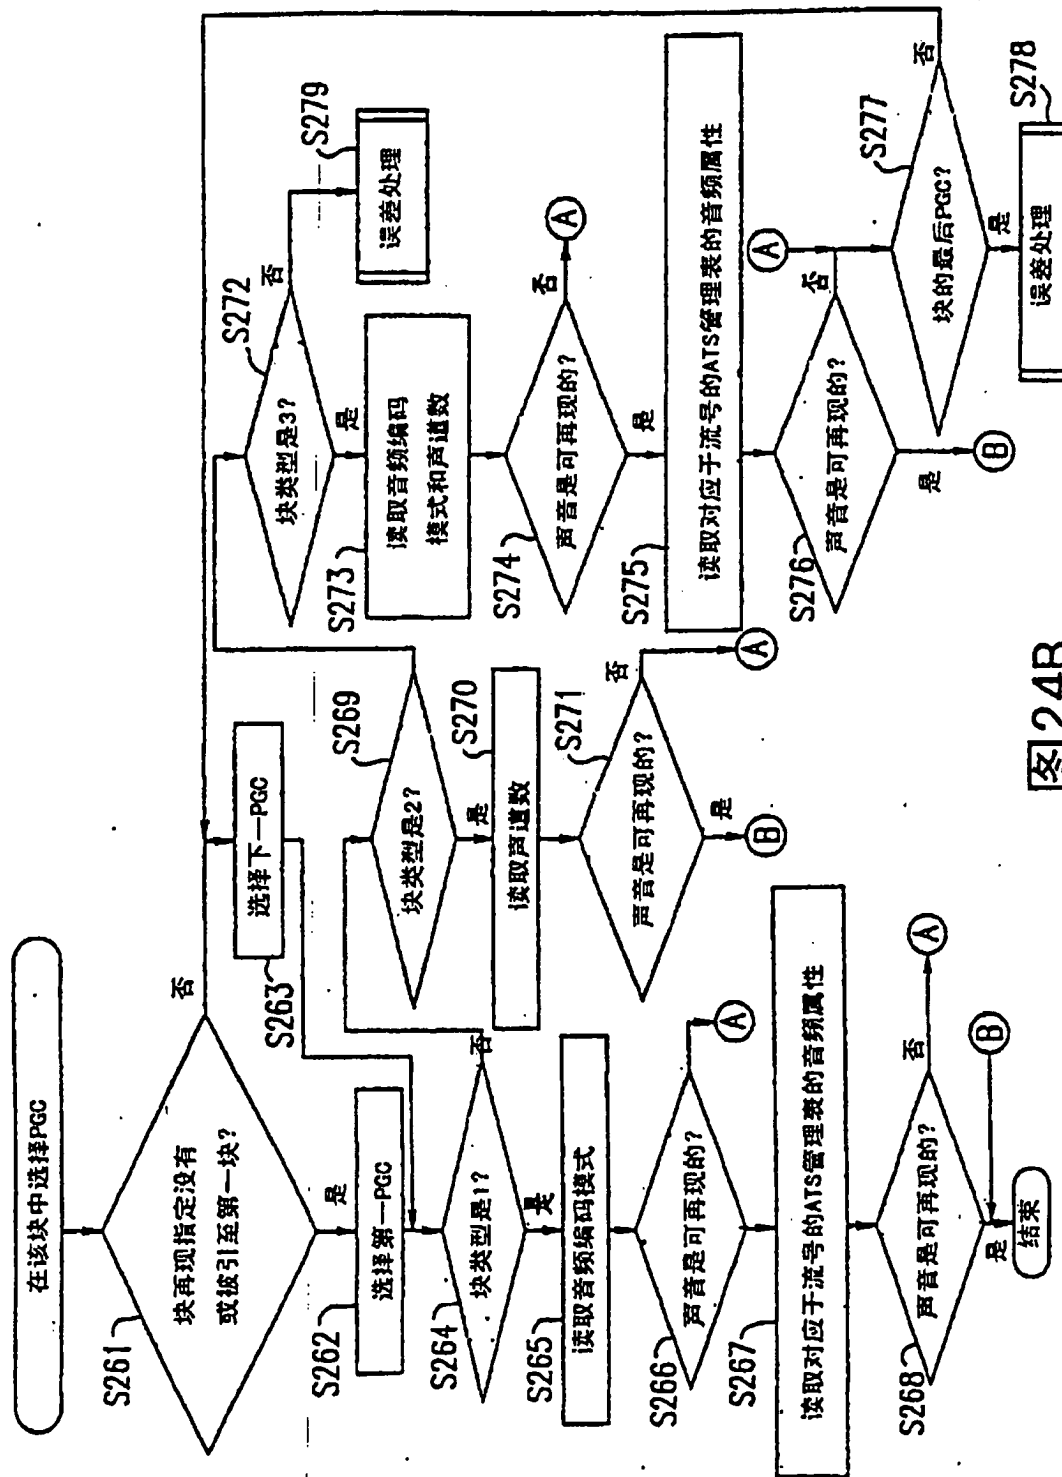 在该块中选择PGC
S261
块再现指定没有
或被引至第一块?
否
是
S262
选择第一PGC
S263
选择下一PGC
S264
块类型是1?
否
是
S265
读取音频编码模式
S266
声音是可再现的?
A
S267
读取对应于流号的ATS管理表的音频属性
S268
声音是可再现的?
否
A
是
B
结束
S269
块类型是2?
是
S270
读取声道数
S271
声音是可再现的?
否
A
是
B
S272
块类型是3?
否
是
S279
误差处理
S273
读取音频编码
模式和声道数
S274
声音是可再现的?
否
A
是
S275
读取对应于流号的ATS管理表的音频属性
S276
声音是可再现的?
否
A
是
B
S277
块的最后PGC?
否
是
S278
误差处理
图24B